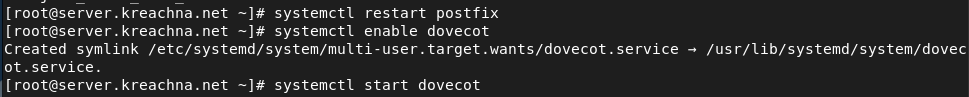 [root@server.kreachna.net ~]# systemctl restart postfix
[root@server.kreachna.net ~]# systemctl enable dovecot
Created symlink /etc/systemd/system/multi-user.target.wants/dovecot.service → /usr/lib/systemd/system/dovec
ot.service.
[root@server.kreachna.net ~]# systemctl start dovecot